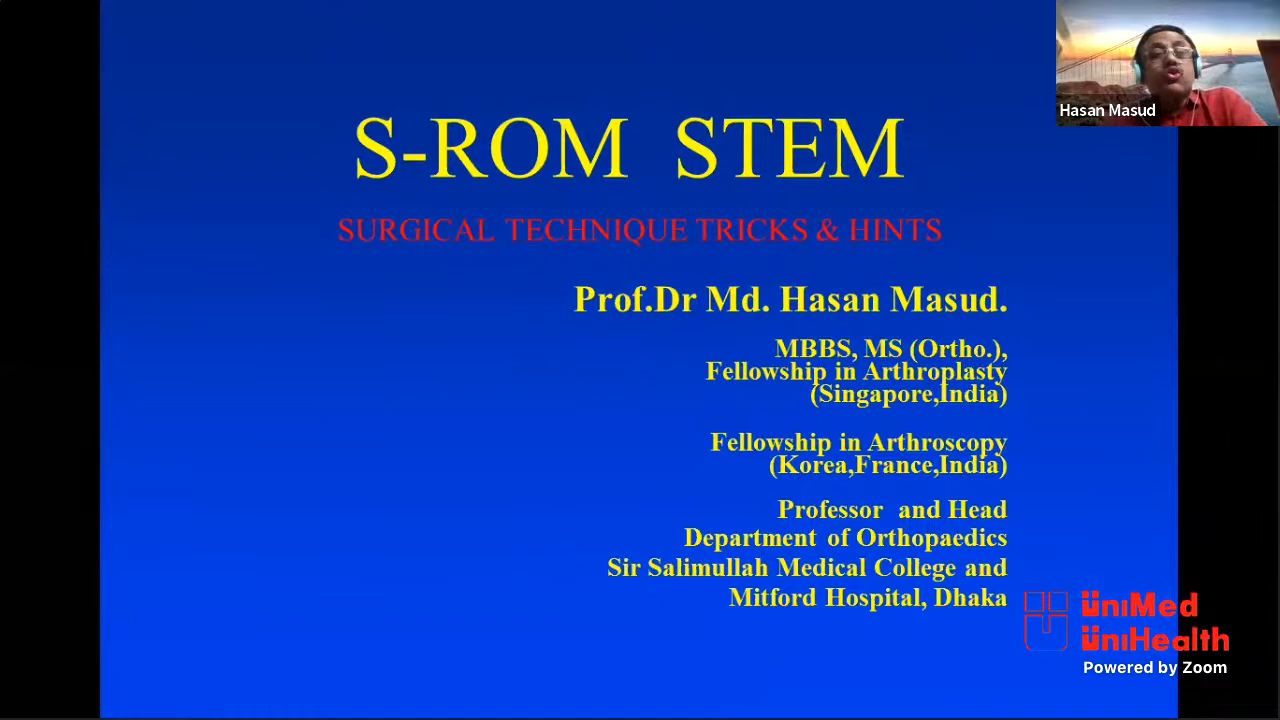 S-ROM STEM
SURGICAL TECHNIQUE TRICKS & HINTS
Prof.Dr Md. Hasan Masud.
MBBS, MS (Ortho.),
Fellowship in Arthroplasty
(Singapore,India)
Fellowship in Arthroscopy
(Korea,France,India)
Professor and Head
Department of Orthopaedics
Sir Salimullah Medical College and
Mitford Hospital, Dhaka
Hasan Masud
üniMed
üniHealth
Powered by Zoom